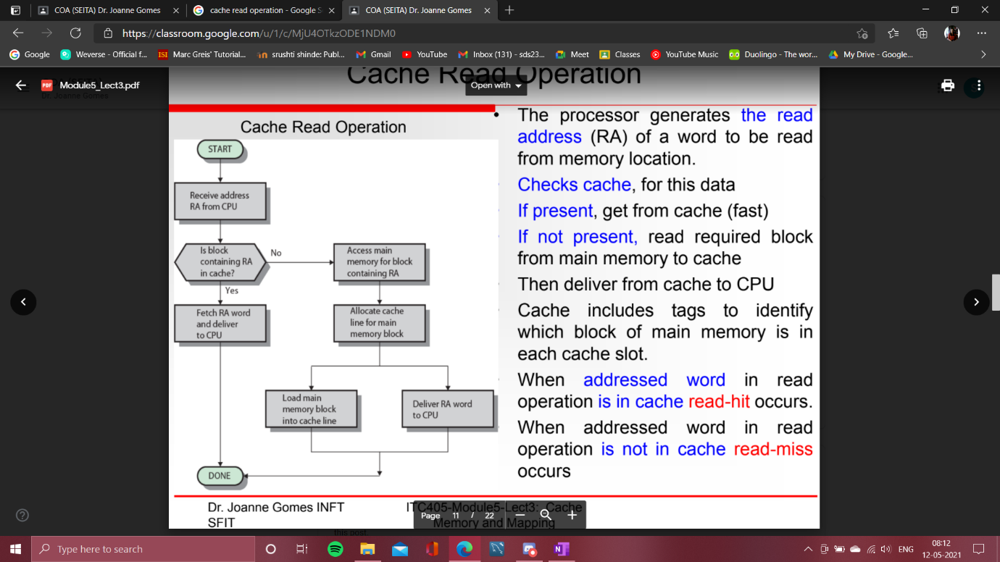 COA (SEITA) Dr. Joanne Gomes
cache read operation - Google S
COA (SEITA) Dr. Joanne Gomes
https://classroom.google.com/u/1/c/MjU4OTkzODE1NDM0
Google
Weverse - Official f...
ISI Marc Greis' Tutorial...
srushti shinde: Publ...
Gmail
YouTube
Inbox (131) - sds23...
Meet
Classes
YouTube Music
Duolingo - The wor...
My Drive - Google...
PDF Module5_Lect3.pdf
Dr. Joanne Gomes
Cache Read Operation
Open with
Cache Read Operation
START
Receive address
RA from CPU
Is block
containing RA
in cache?
No
Yes
Access main
memory for block
containing RA
Fetch RA word
and deliver
to CPU
Allocate cache
line for main
memory block
Load main
memory block
into cache line
Deliver RA word
to CPU
DONE
• The processor generates the read
address (RA) of a word to be read
from memory location.
Checks cache, for this data
If present, get from cache (fast)
If not present, read required block
from main memory to cache
Then deliver from cache to CPU
Cache includes tags to identify
which block of main memory is in
each cache slot.
When addressed word in read
operation is in cache read-hit occurs.
When addressed word in read
operation is not in cache read-miss
occurs
Dr. Joanne Gomes INFT
SFIT
ITC405-Module5-Lect3: Cache
Memory and Mapping
Page 11 / 22
this post
Type here to search
ENG
08:12
12-05-2021